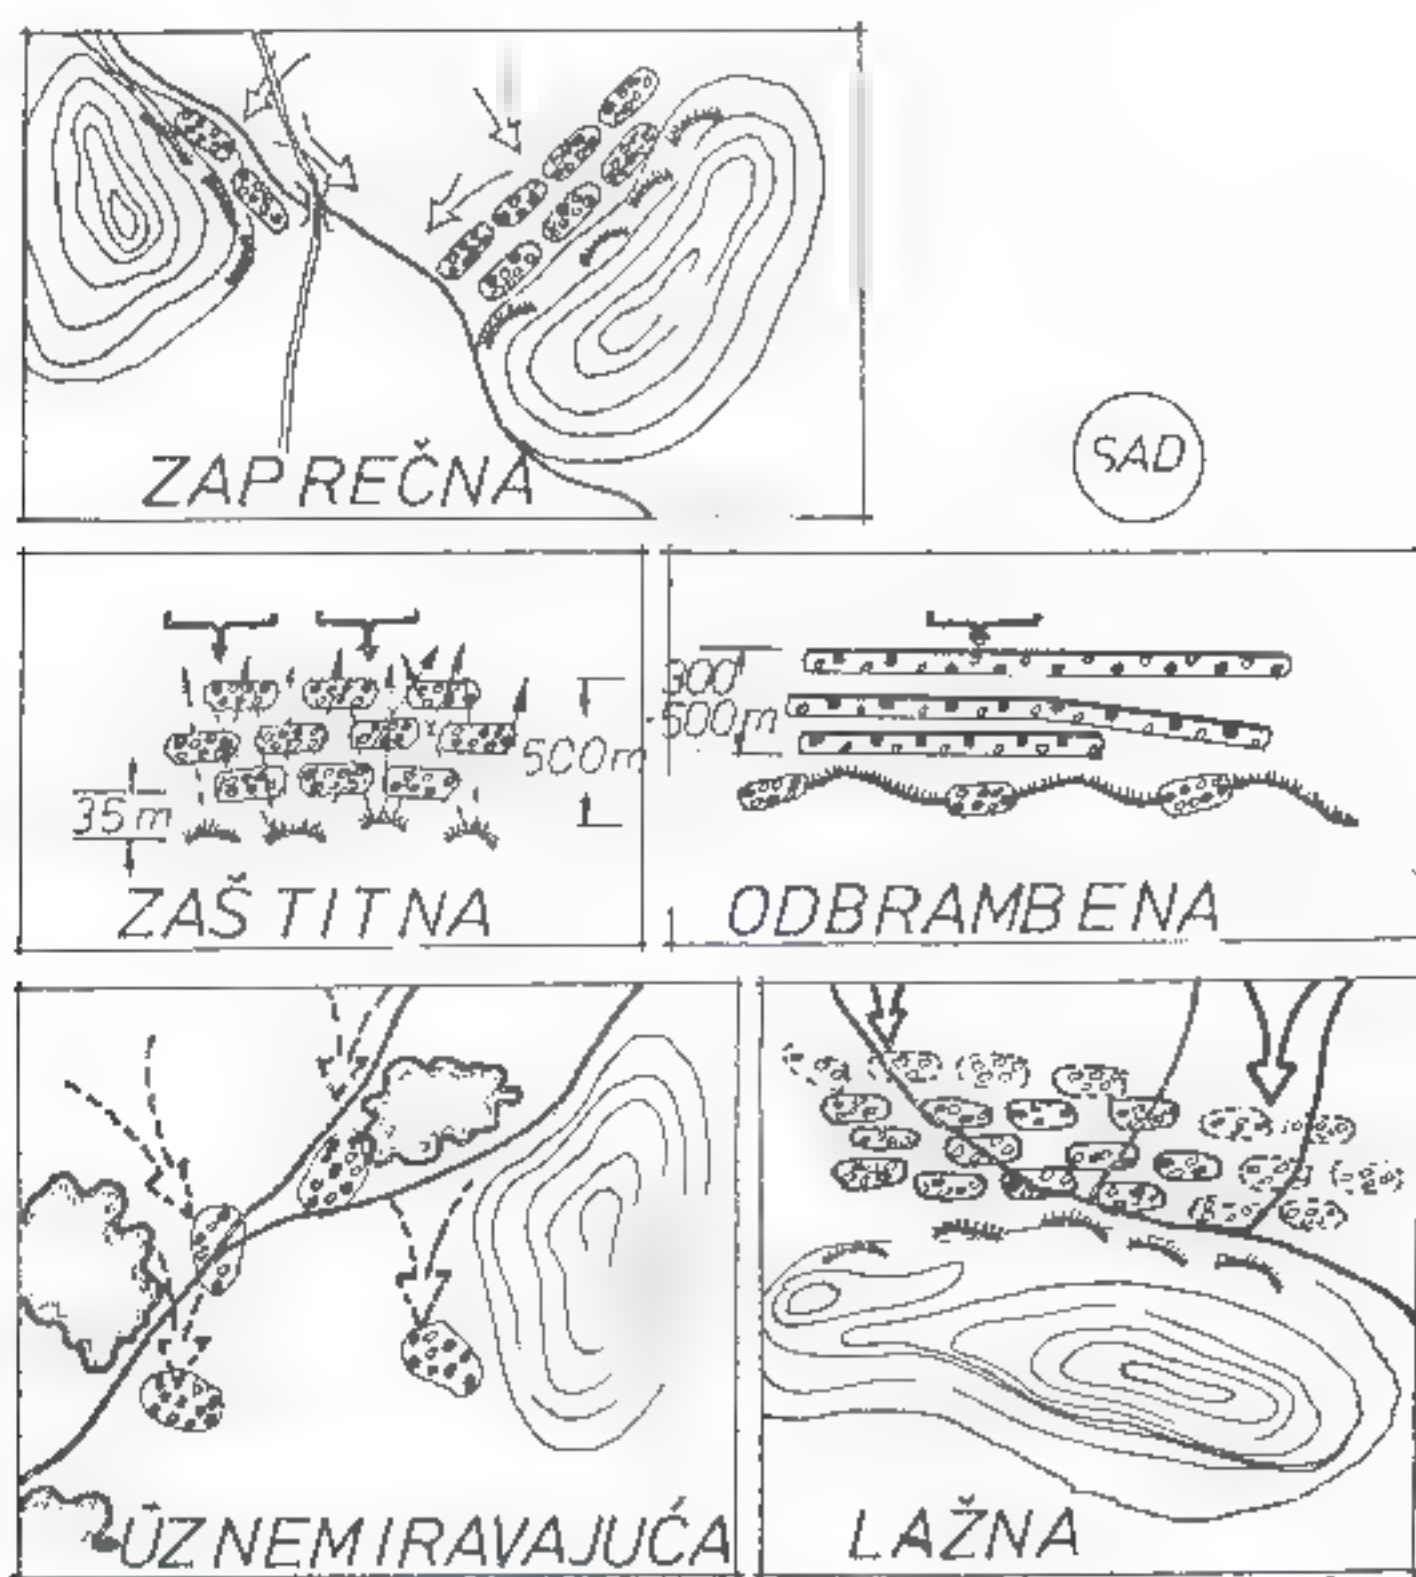 ZAPREČNA
SAD
35m
500m
ZAŠTITNA
300
500m
ODBRAMBENA
UZNEMIRAVAJUĆA
LAŽNA